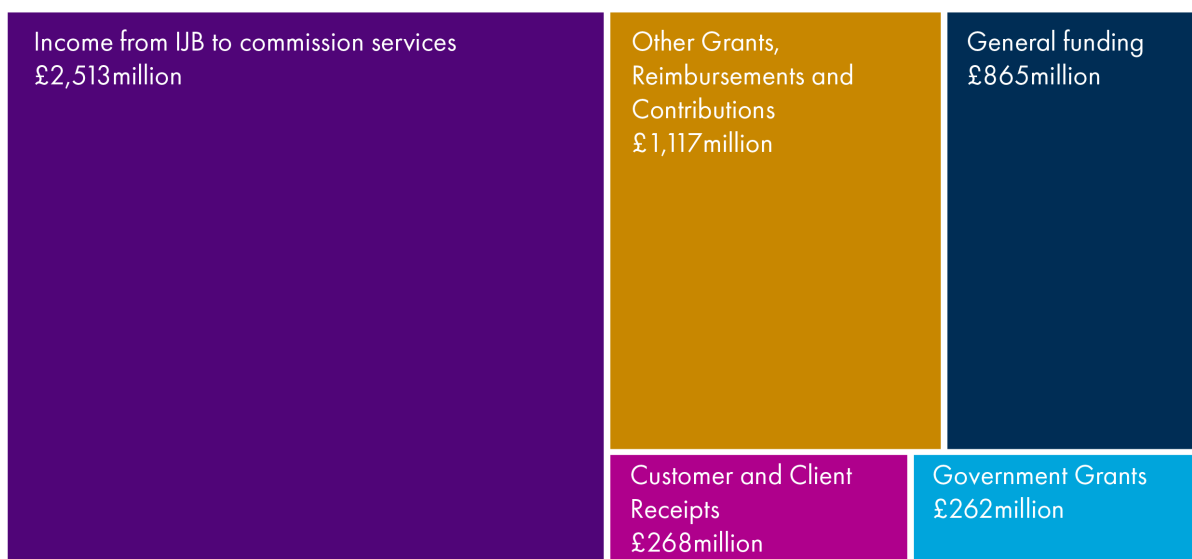 Income from IJB to commission services
£2,513million
Other Grants,
Reimbursements and
Contributions
£1,117million
General funding
£865million
Customer and Client
Receipts
£268million
Government Grants
£262million